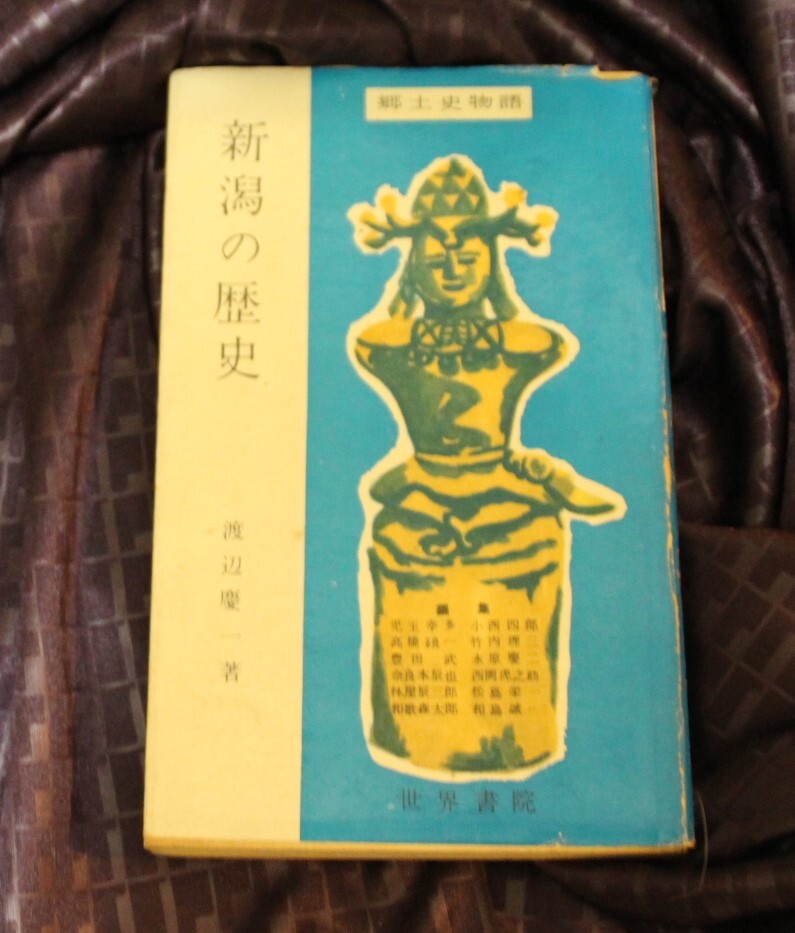 郷土史物語
新潟の歴史
渡辺慶一著
編集
児玉幸多 小西四郎
高橋磌一 竹内理三
豊田武 永原慶二
奈良本辰也 西岡虎之助
林屋辰三郎 松島栄一
和歌森太郎 和島誠一
世界書院